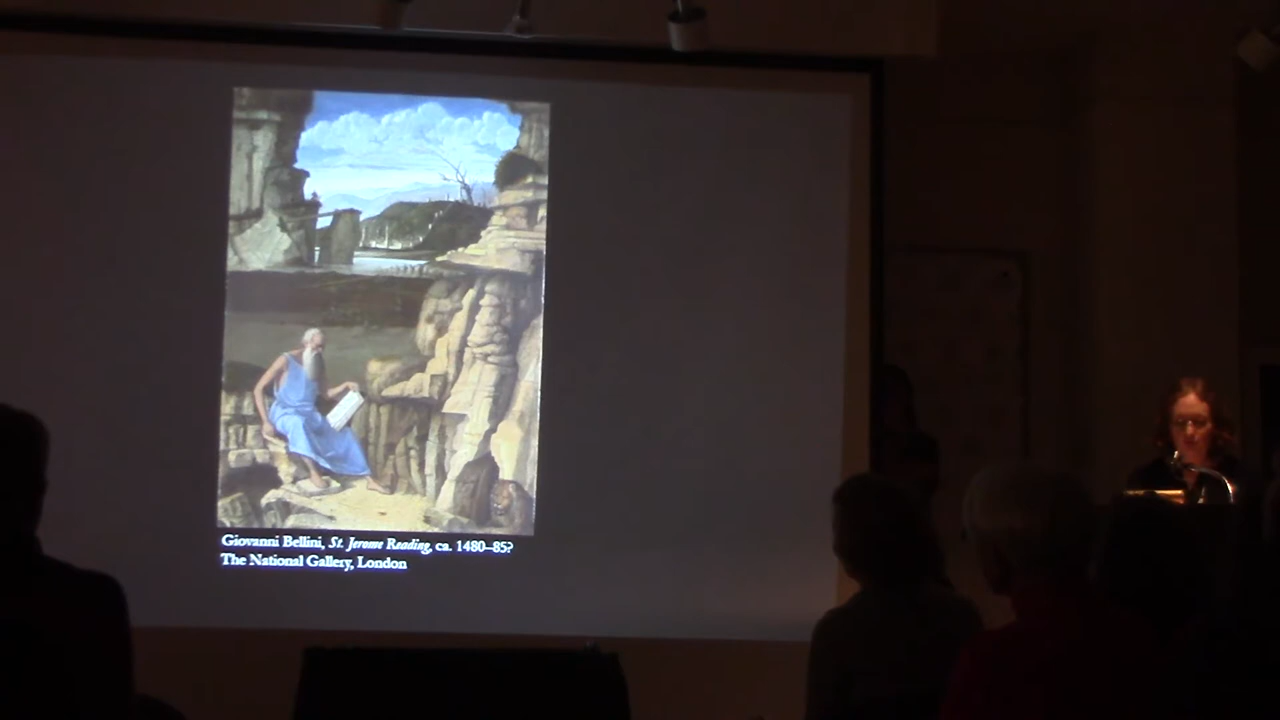 Giovanni Bellini, St. Jerome Reading, ca. 1480–85?
The National Gallery, London